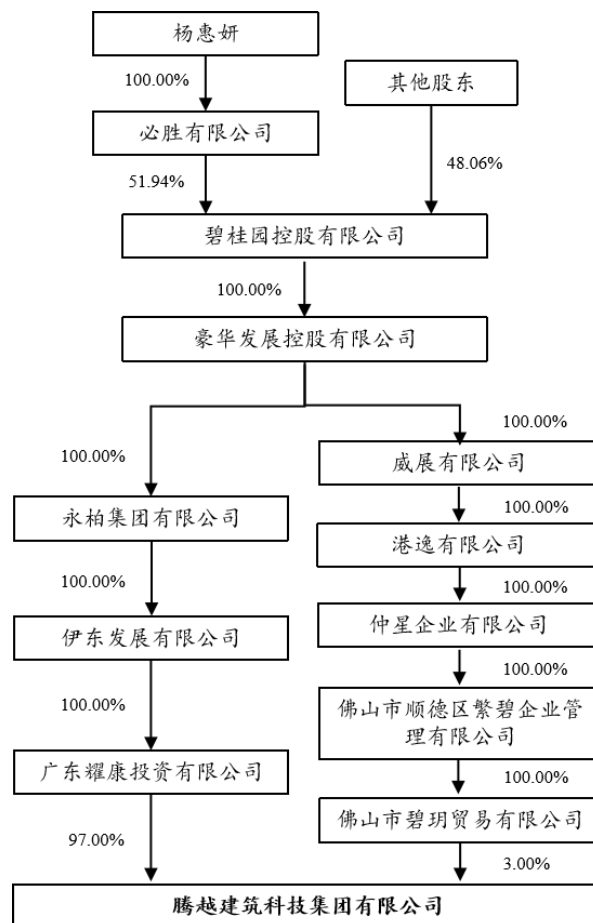 杨惠妍
100.00%
其他股东
必胜有限公司
51.94%
48.06%
碧桂园控股有限公司
100.00%
豪华发展控股有限公司
100.00%
100.00%
威展有限公司
永柏集团有限公司
100.00%
港逸有限公司
100.00%
100.00%
伊东发展有限公司
仲星企业有限公司
100.00%
100.00%
佛山市顺德区繁碧企业管
理有限公司
广东耀康投资有限公司
100.00%
佛山市碧玥贸易有限公司
97.00%
3.00%
腾越建筑科技集团有限公司